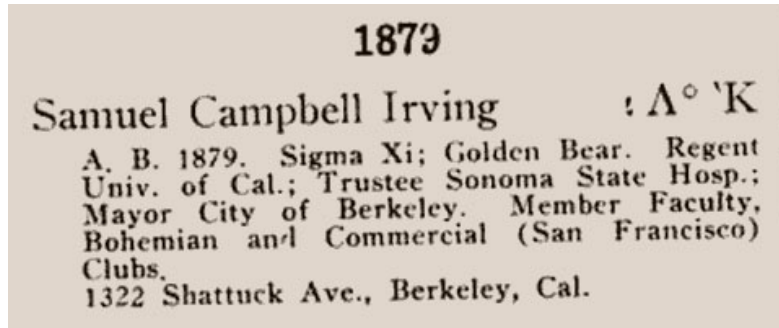 1879
Samuel Campbell Irving
A. B. 1879. Sigma Xi; Golden Bear. Regent
Univ. of Cal.; Trustee Sonoma State Hosp.;
Mayor City of Berkeley. Member Faculty,
Bohemian and Commercial (San Francisco)
Clubs.
1322 Shattuck Ave., Berkeley, Cal.